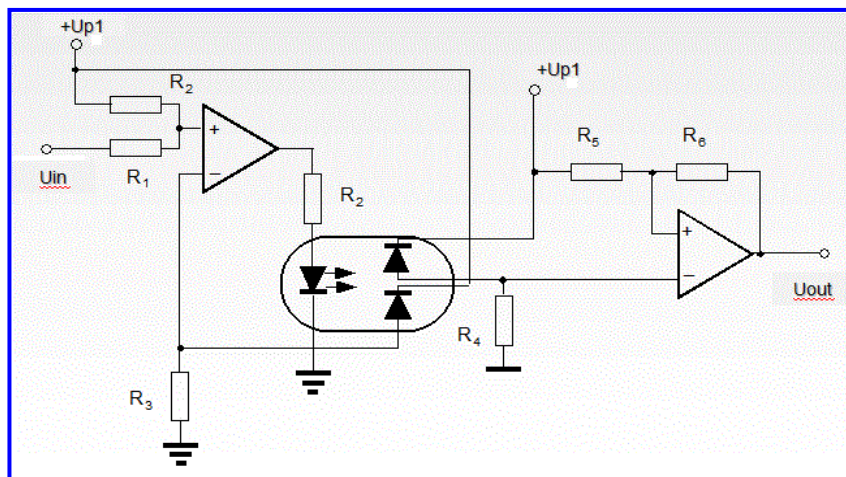 +Up1
+Up1
R2
R5
R6
+
−
Uin
R1
R2
+
−
Uout
R4
R3